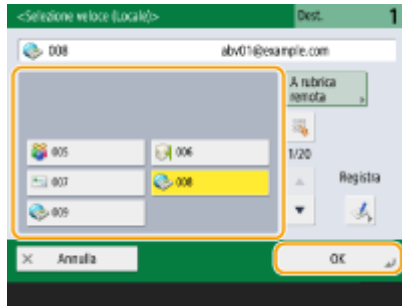 <Selezione veloce (Locale)> Dest. 1
008 abv01@example.com
A rubrica
remota
005 006
1/20
007 008 Registra
009
× Annulla OK